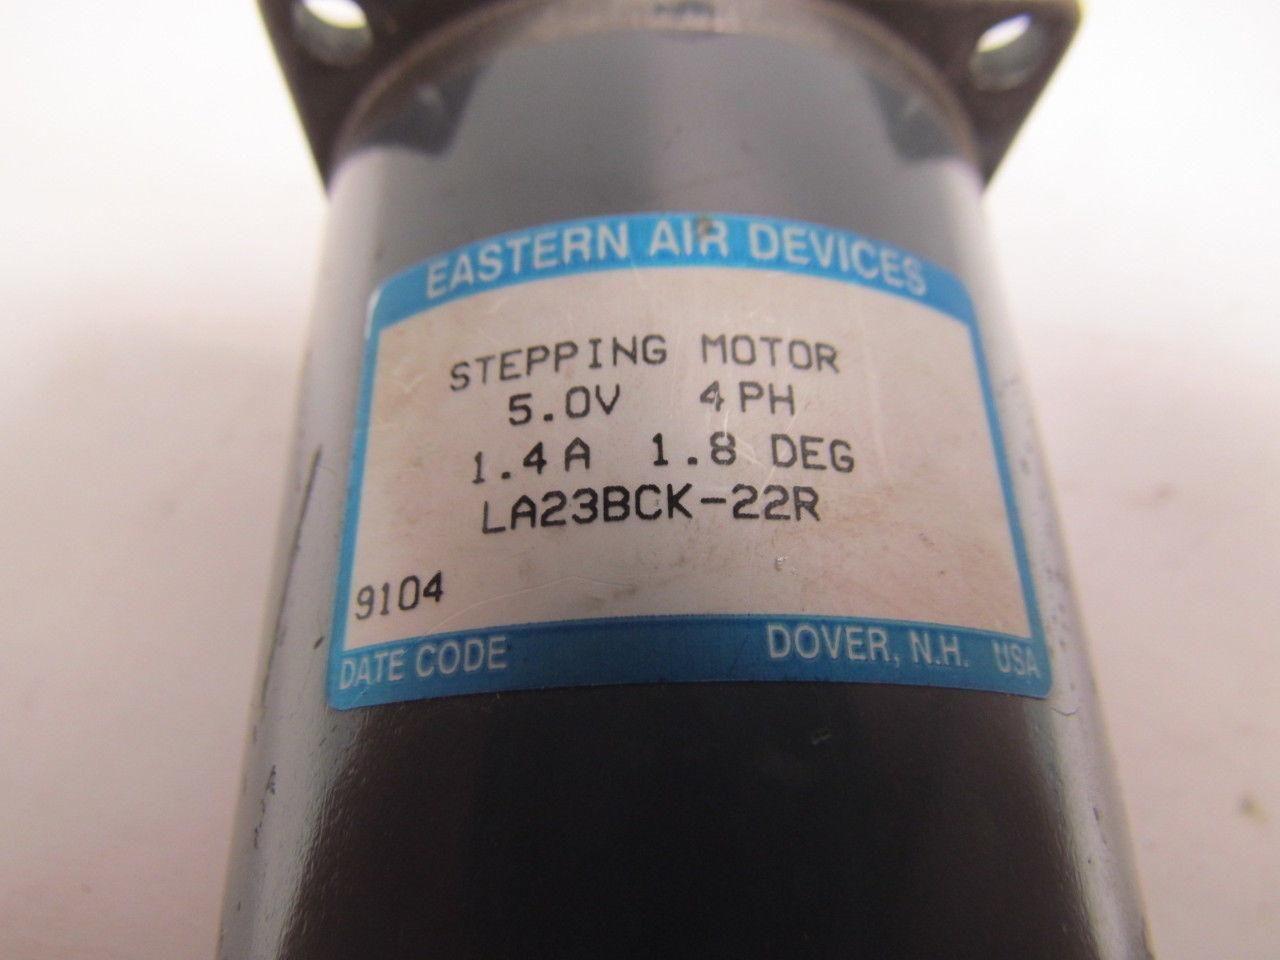 EASTERN AIR DEVICES
STEPPING MOTOR
5.0V 4PH
1.4A 1.8 DEG
LA23BCK-22R
9104
DATE CODE DOVER, N.H. USA